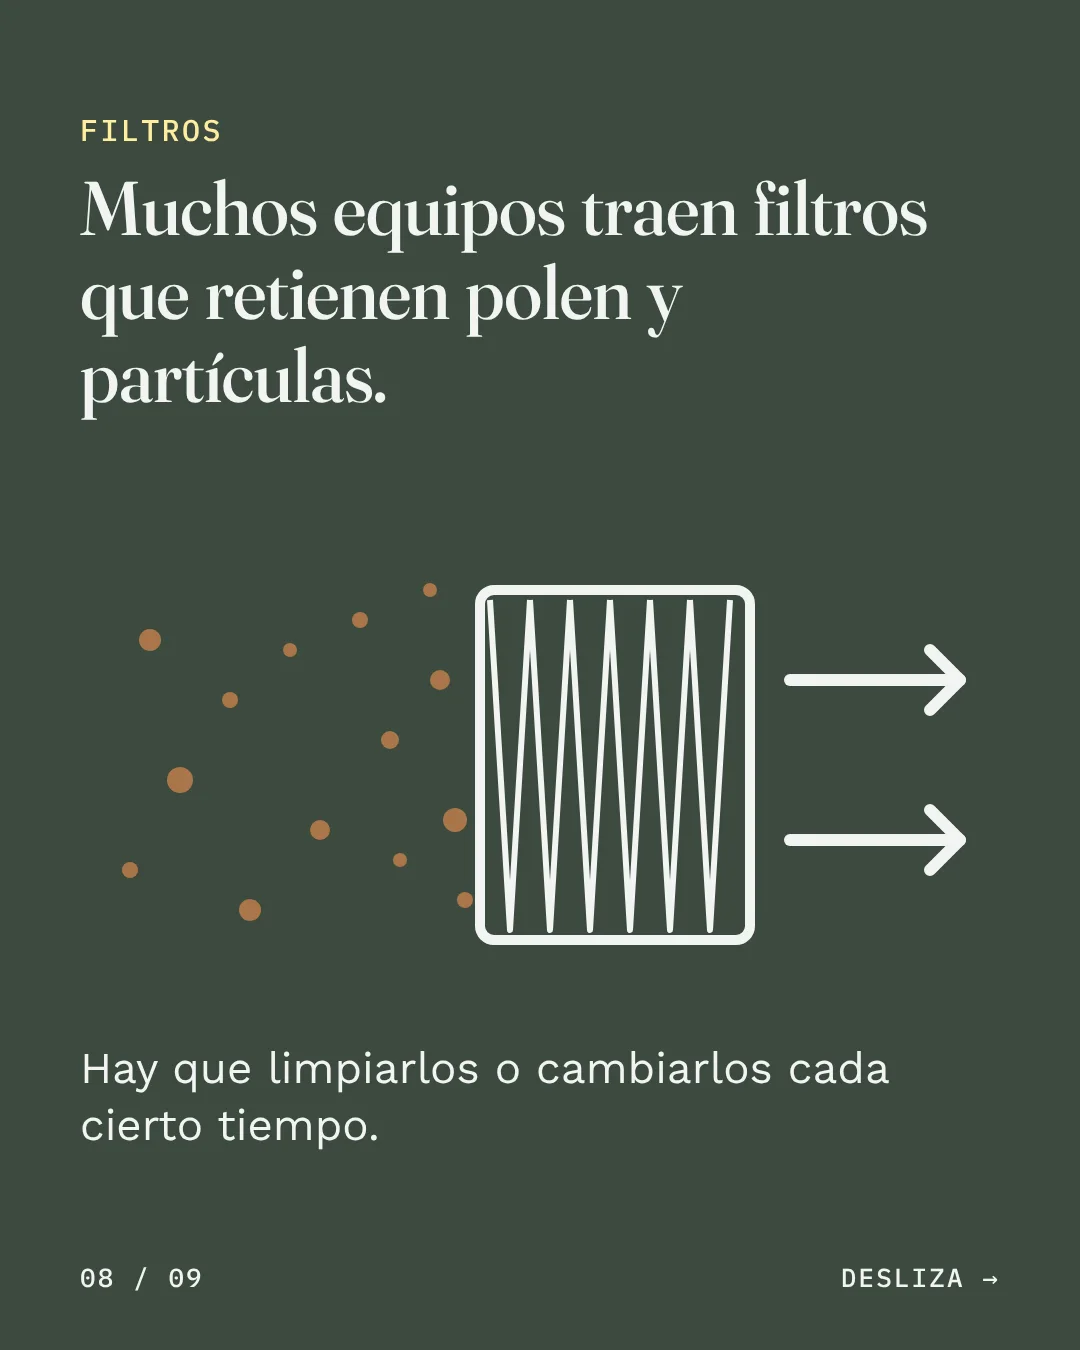 FILTROS
Muchos equipos traen filtros
que retienen polen y
partículas.
Hay que limpiarlos o cambiarlos cada
cierto tiempo.
08 / 09
DESLIZA →